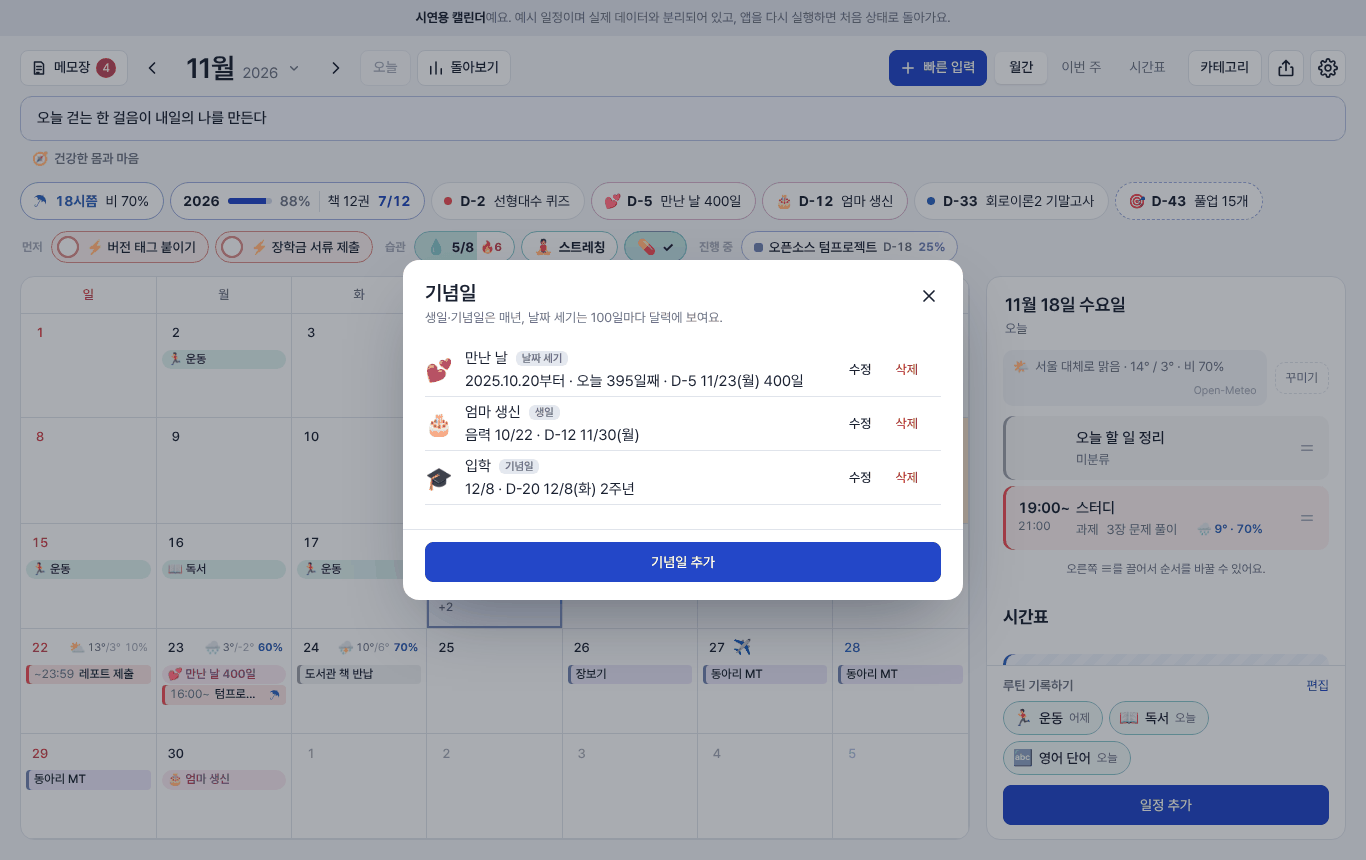 시연용 캘린더예요. 예시 일정이며 실제 데이터와 분리되어 있고, 앱을 다시 실행하면 처음 상태로 돌아가요.
메모장 4 11월 2026 오늘 돌아보기 빠른 입력 월간 이번 주 시간표 카테고리
오늘 걷는 한 걸음이 내일의 나를 만든다
건강한 몸과 마음
18시쯤 비 70% 2026 88% 책 12권 7/12 D-2 선형대수 퀴즈 D-5 만난 날 400일 D-12 엄마 생신 D-33 회로이론2 기말고사 D-43 풀업 15개
먼저 버전 태그 붙이기 장학금 서류 제출 습관 5/8 6 스트레칭 진행 중 오픈소스 텀프로젝트 D-18 25%
일 월 화
1 2 3
운동
8 9 10
15 16 17
운동 독서 운동
+2
22 13°/3° 10% 23 3°/-2° 60% 24 10°/6° 70% 25 26 27 28
~23:59 레포트 제출 만난 날 400일 도서관 책 반납 장보기 동아리 MT 동아리 MT
16:00~ 텀프로...
29 30 1 2 3 4 5
동아리 MT 엄마 생신
기념일
생일·기념일은 매년, 날짜 세기는 100일마다 달력에 보여요.
만난 날 날짜 세기
2025.10.20부터 · 오늘 395일째 · D-5 11/23(월) 400일
수정 삭제
엄마 생신 생일
음력 10/22 · D-12 11/30(월)
수정 삭제
입학 기념일
12/8 · D-20 12/8(화) 2주년
수정 삭제
기념일 추가
11월 18일 수요일
오늘
서울 대체로 맑음 · 14° / 3° · 비 70%
Open-Meteo
꾸미기
오늘 할 일 정리
미분류
19:00~ 스터디
21:00 과제 3장 문제 풀이 9° · 70%
오른쪽 ≡를 끌어서 순서를 바꿀 수 있어요.
시간표
루틴 기록하기 편집
운동 어제 독서 오늘
abc 영어 단어 오늘
일정 추가